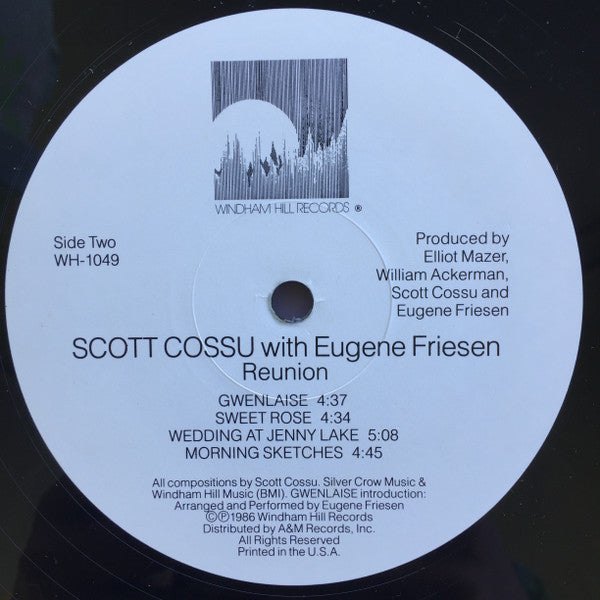 WINDHAM HILL RECORDS ®
Side Two
WH-1049
Produced by
Elliot Mazer,
William Ackerman,
Scott Cossu and
Eugene Friesen
SCOTT COSSU with Eugene Friesen
Reunion
GWENLAISE 4:37
SWEET ROSE 4:34
WEDDING AT JENNY LAKE 5:08
MORNING SKETCHES 4:45
All compositions by Scott Cossu. Silver Crow Music &
Windham Hill Music (BMI). GWENLAISE introduction:
Arranged and Performed by Eugene Friesen
©℗1986 Windham Hill Records
Distributed by A&M Records, Inc.
All Rights Reserved
Printed in the U.S.A.